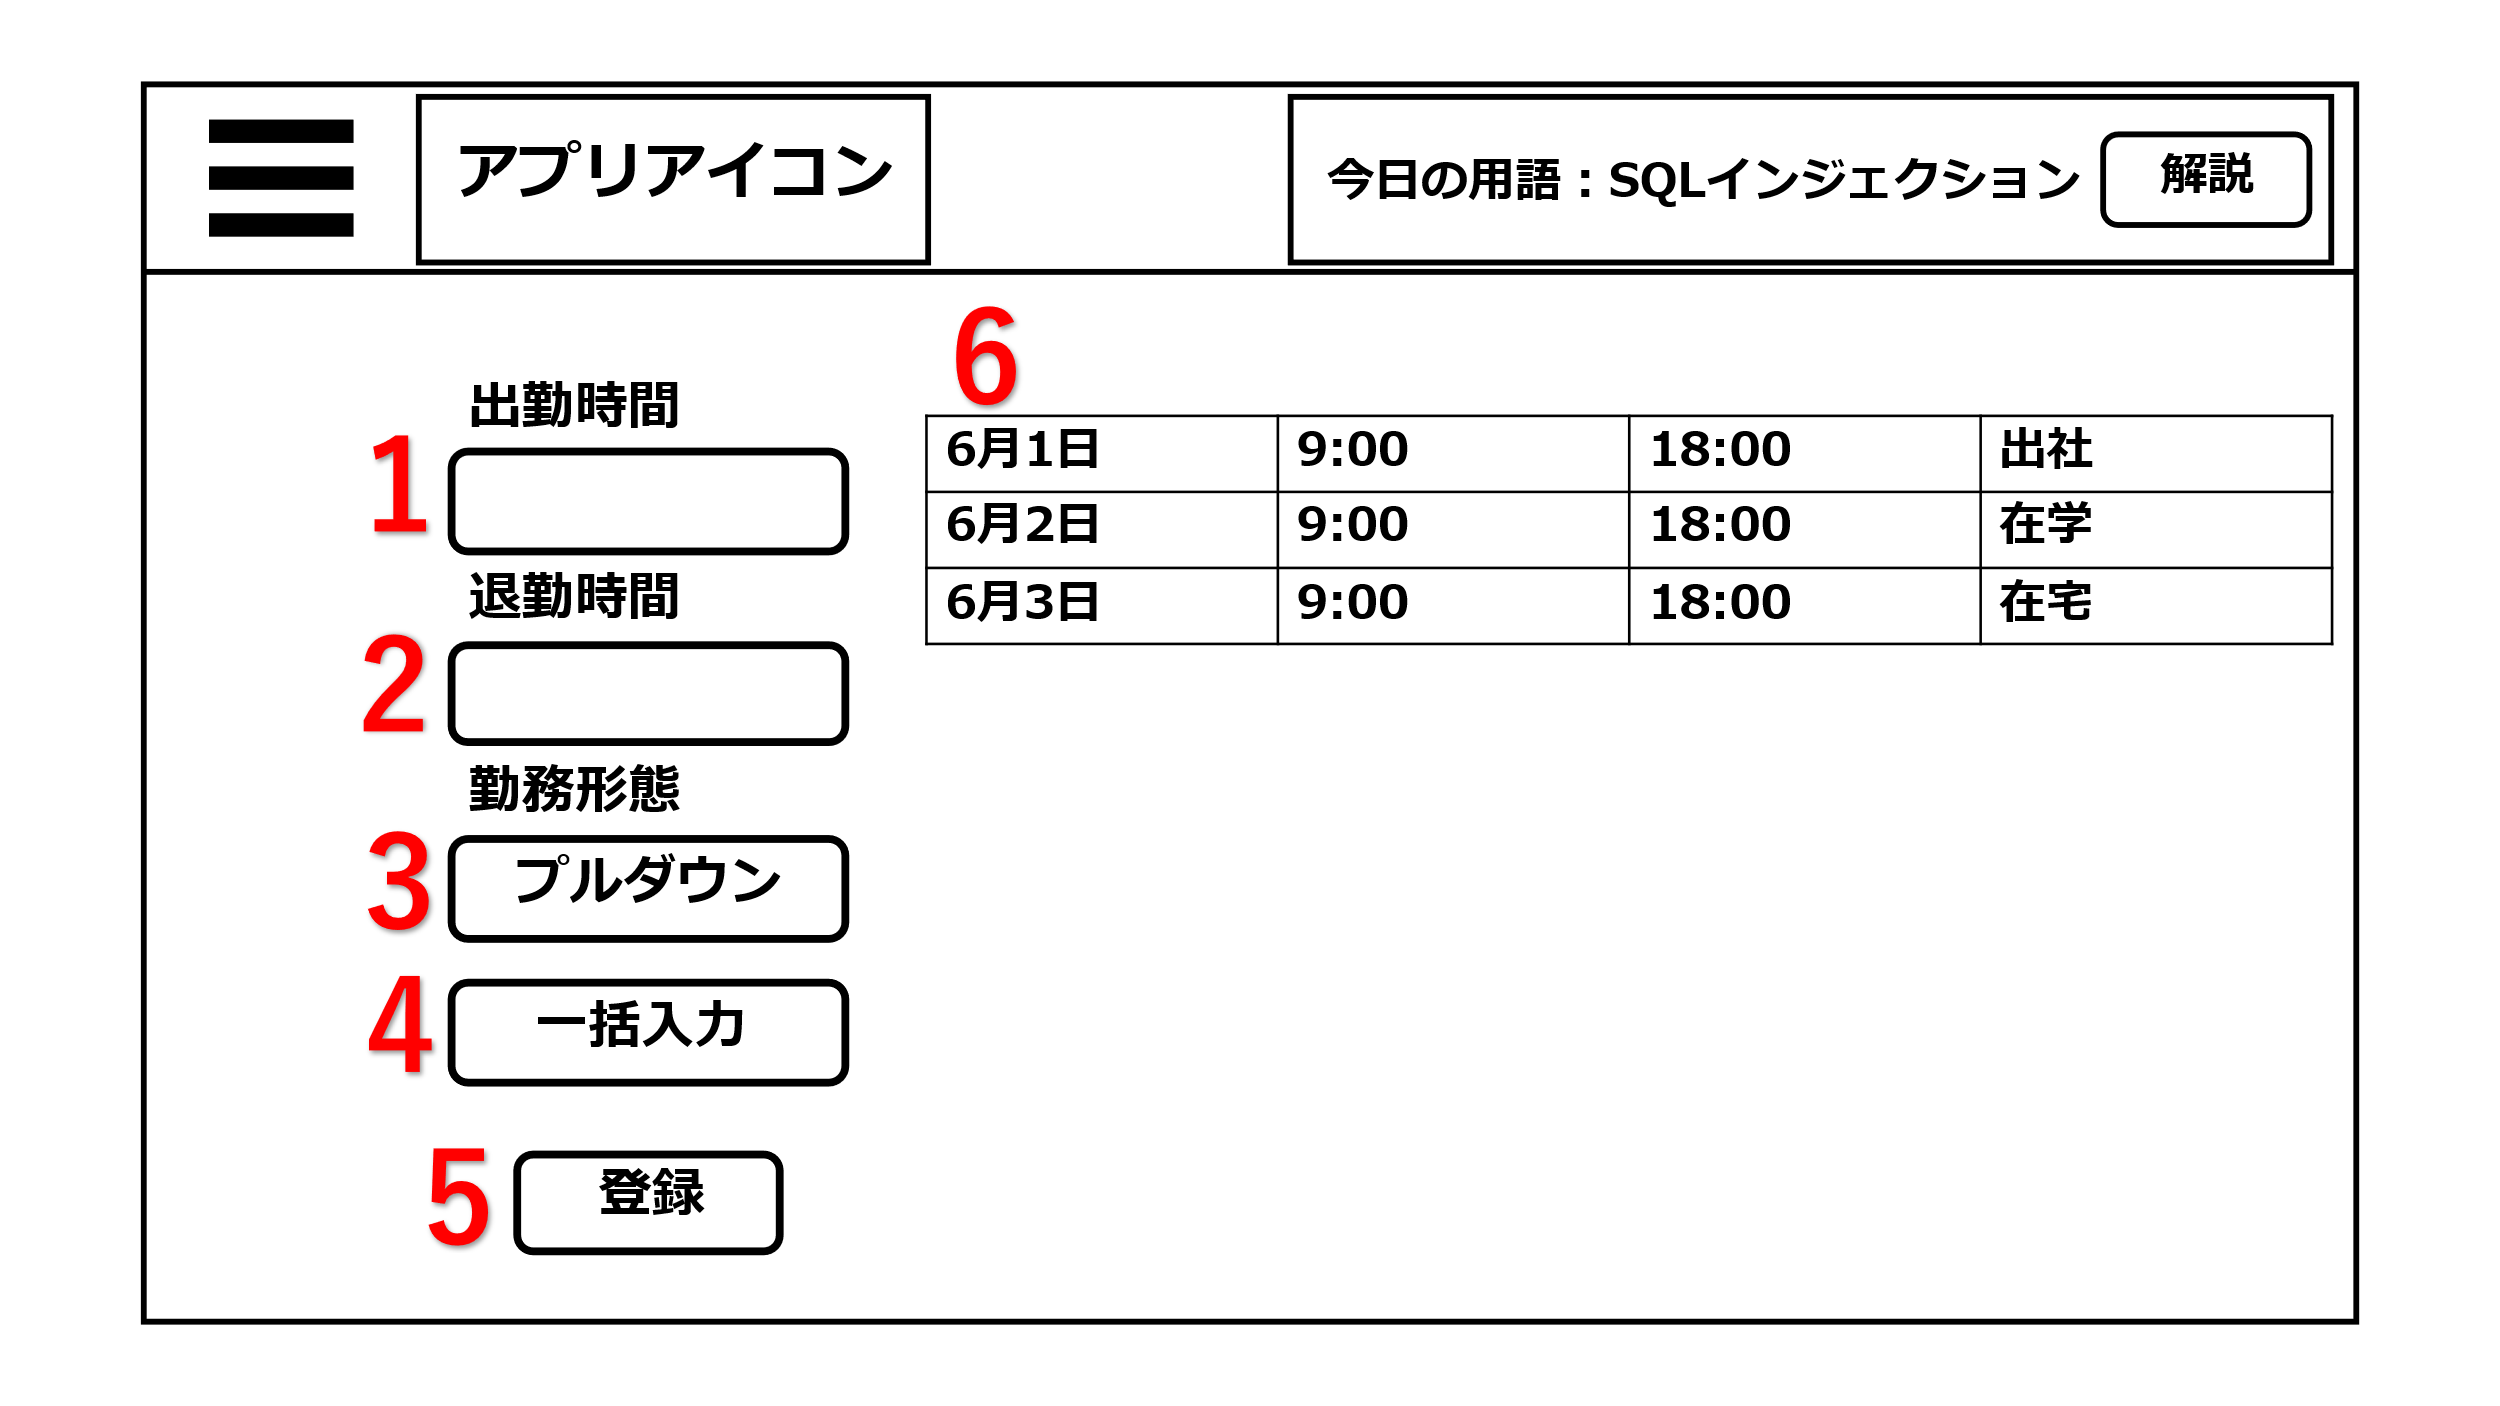 アプリアイコン
今日の用語：SQLインジェクション 解説
出勤時間
1
退勤時間
2
勤務形態
3 プルダウン
4 一括入力
5 登録
6
6月1日 9:00 18:00 出社
6月2日 9:00 18:00 在学
6月3日 9:00 18:00 在宅